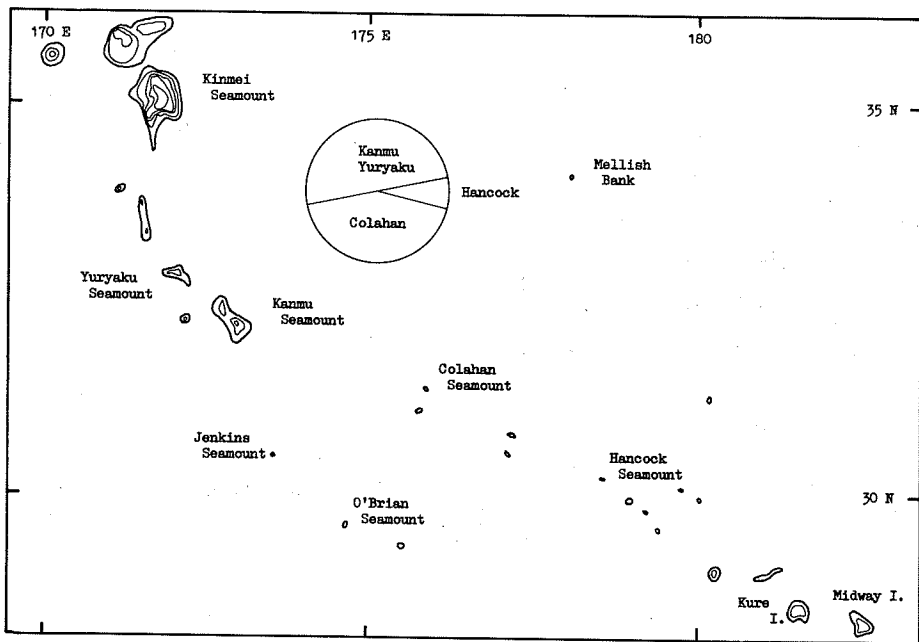 170 E
175 E
180
Kinmei
Seamount
35 N
Kanmu
Yuryaku
Mellish
Bank
Hancock
Colahan
Yuryaku
Seamount
Kanmu
Seamount
Colahan
Seamount
Jenkins
Seamount
Hancock
Seamount
30 N
O'Brian
Seamount
Kure
I.
Midway I.